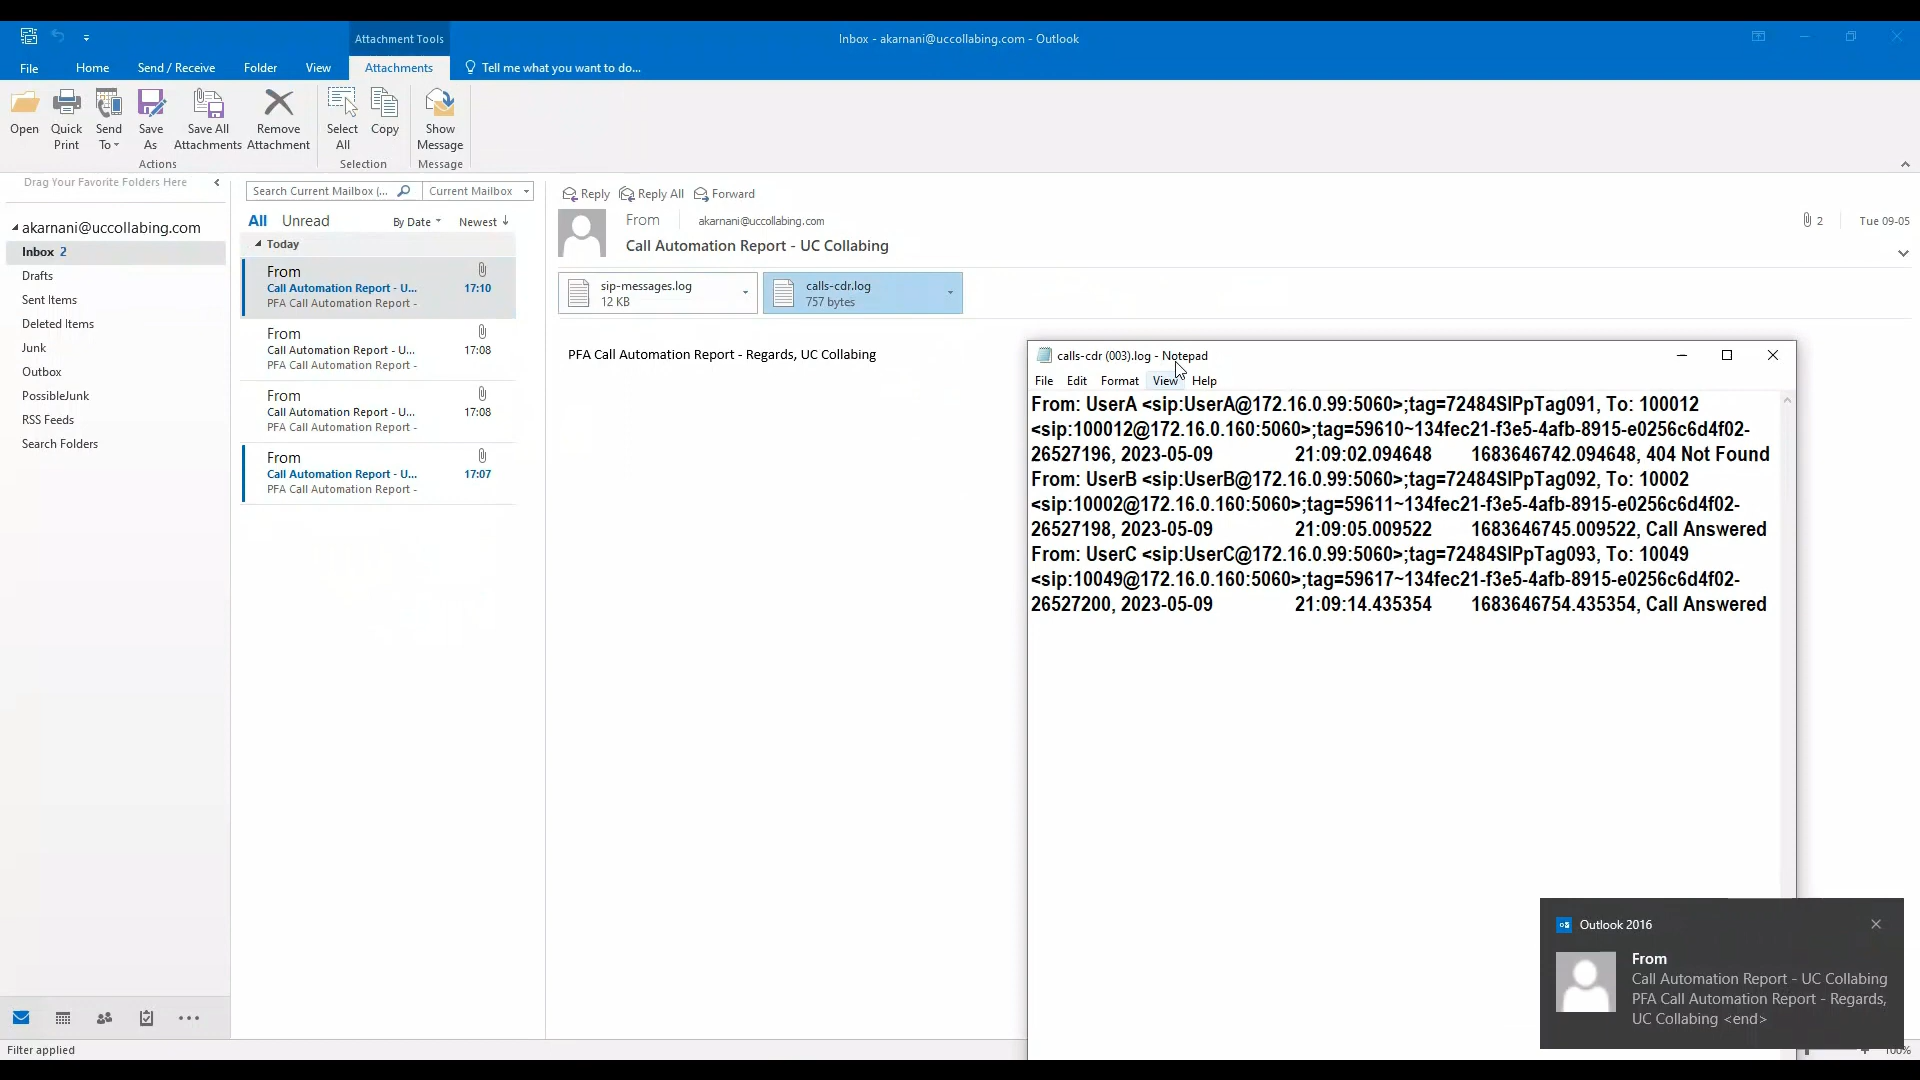 Attachment Tools
Inbox - akarnani@uccollabing.com - Outlook
File Home Send / Receive Folder View Attachments Tell me what you want to do...
Open
Quick Print
Send To
Save As
Save All Attachments
Remove Attachment
Select All
Copy
Show Message
Actions
Selection
Message
Drag Your Favorite Folders Here
akarnani@uccollabing.com
Inbox 2
Drafts
Sent Items
Deleted Items
Junk
Outbox
PossibleJunk
RSS Feeds
Search Folders
Search Current Mailbox (... Current Mailbox
All Unread By Date Newest
Today
From
Call Automation Report - U... 17:10
PFA Call Automation Report -
From
Call Automation Report - U... 17:08
PFA Call Automation Report -
From
Call Automation Report - U... 17:08
PFA Call Automation Report -
From
Call Automation Report - U... 17:07
PFA Call Automation Report -
Reply Reply All Forward
From akarnani@uccollabing.com
2 Tue 09-05
Call Automation Report - UC Collabing
sip-messages.log
12 KB
calls-cdr.log
757 bytes
PFA Call Automation Report - Regards, UC Collabing
calls-cdr (003).log - Notepad
File Edit Format View Help
From: UserA <sip:UserA@172.16.0.99:5060>;tag=72484SIPpTag091, To: 100012
<sip:100012@172.16.0.160:5060>;tag=59610~134fec21-f3e5-4afb-8915-e0256c6d4f02-
26527196, 2023-05-09 21:09:02.094648 1683646742.094648, 404 Not Found
From: UserB <sip:UserB@172.16.0.99:5060>;tag=72484SIPpTag092, To: 10002
<sip:10002@172.16.0.160:5060>;tag=59611~134fec21-f3e5-4afb-8915-e0256c6d4f02-
26527198, 2023-05-09 21:09:05.009522 1683646745.009522, Call Answered
From: UserC <sip:UserC@172.16.0.99:5060>;tag=72484SIPpTag093, To: 10049
<sip:10049@172.16.0.160:5060>;tag=59617~134fec21-f3e5-4afb-8915-e0256c6d4f02-
26527200, 2023-05-09 21:09:14.435354 1683646754.435354, Call Answered
Outlook 2016
From
Call Automation Report - UC Collabing
PFA Call Automation Report - Regards,
UC Collabing <end>
Filter applied
100%